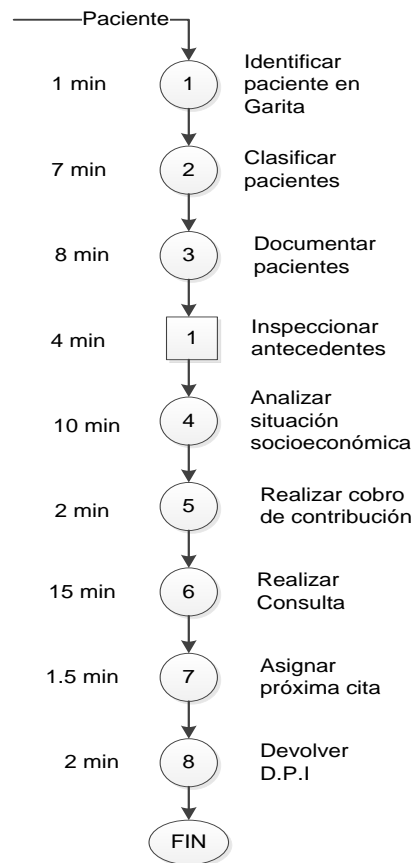 Paciente
1 min
1
Identificar
paciente en
Garita
7 min
2
Clasificar
pacientes
8 min
3
Documentar
pacientes
4 min
1
Inspeccionar
antecedentes
10 min
4
Analizar
situación
socioeconómica
2 min
5
Realizar cobro
de contribución
15 min
6
Realizar
Consulta
1.5 min
7
Asignar
próxima cita
2 min
8
Devolver
D.P.I
FIN